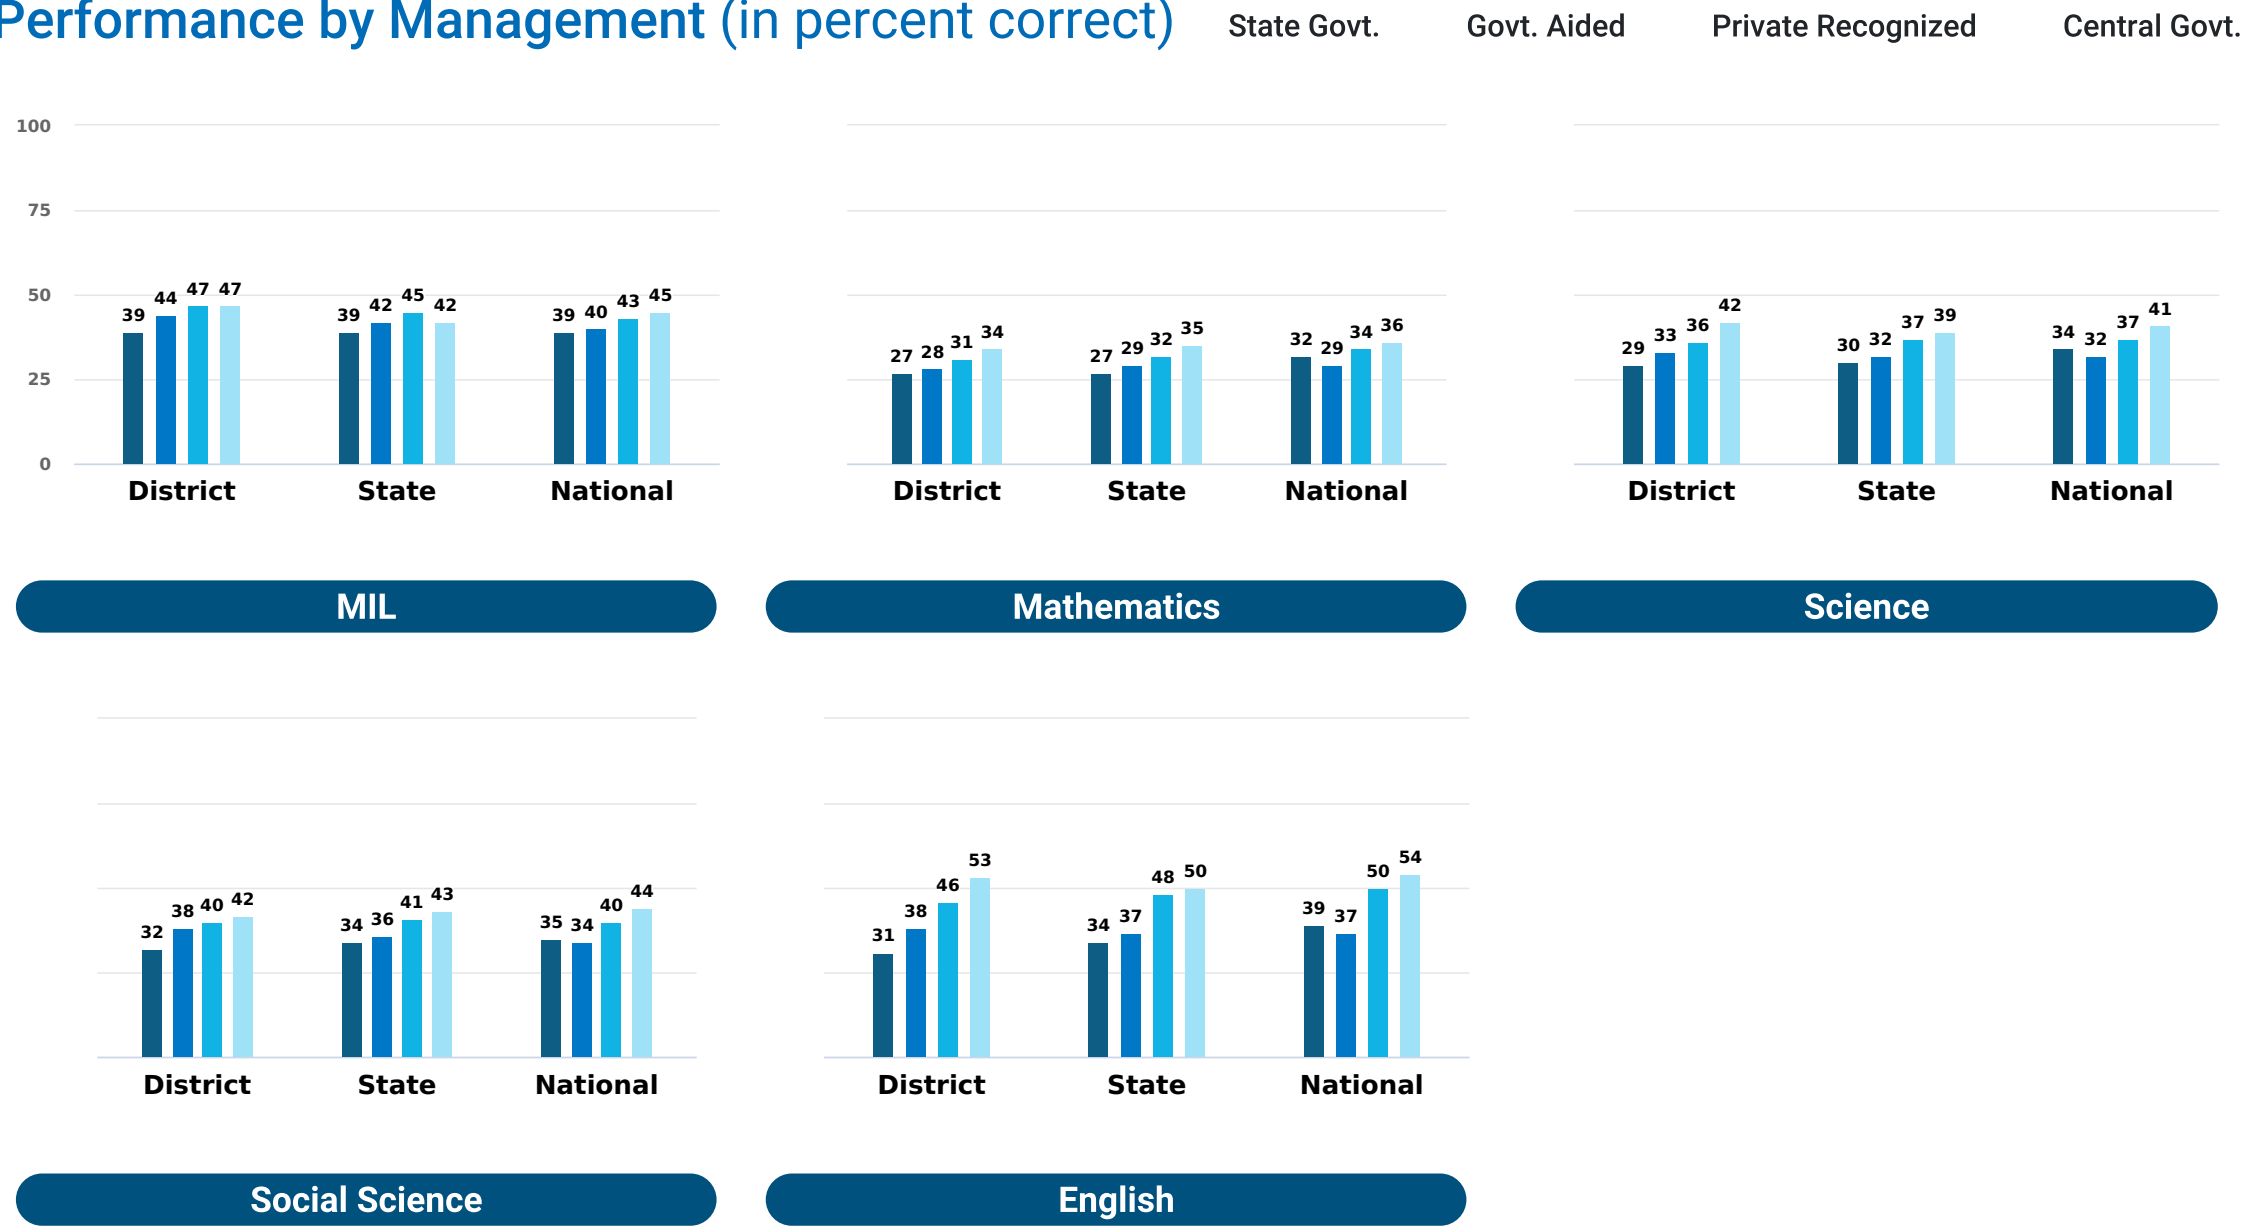 Performance by Management (in percent correct) State Govt. Govt. Aided Private Recognized Central Govt.
100
75
50
25
0
39 44 47 47 39 42 45 42 39 40 43 45
District State National
MIL
27 28 31 34 27 29 32 35 32 29 34 36
District State National
Mathematics
29 33 36 42 30 32 37 39 34 32 37 41
District State National
Science
32 38 40 42 34 36 41 43 35 34 40 44
District State National
Social Science
31 38 46 53 34 37 48 50 39 37 50 54
District State National
English